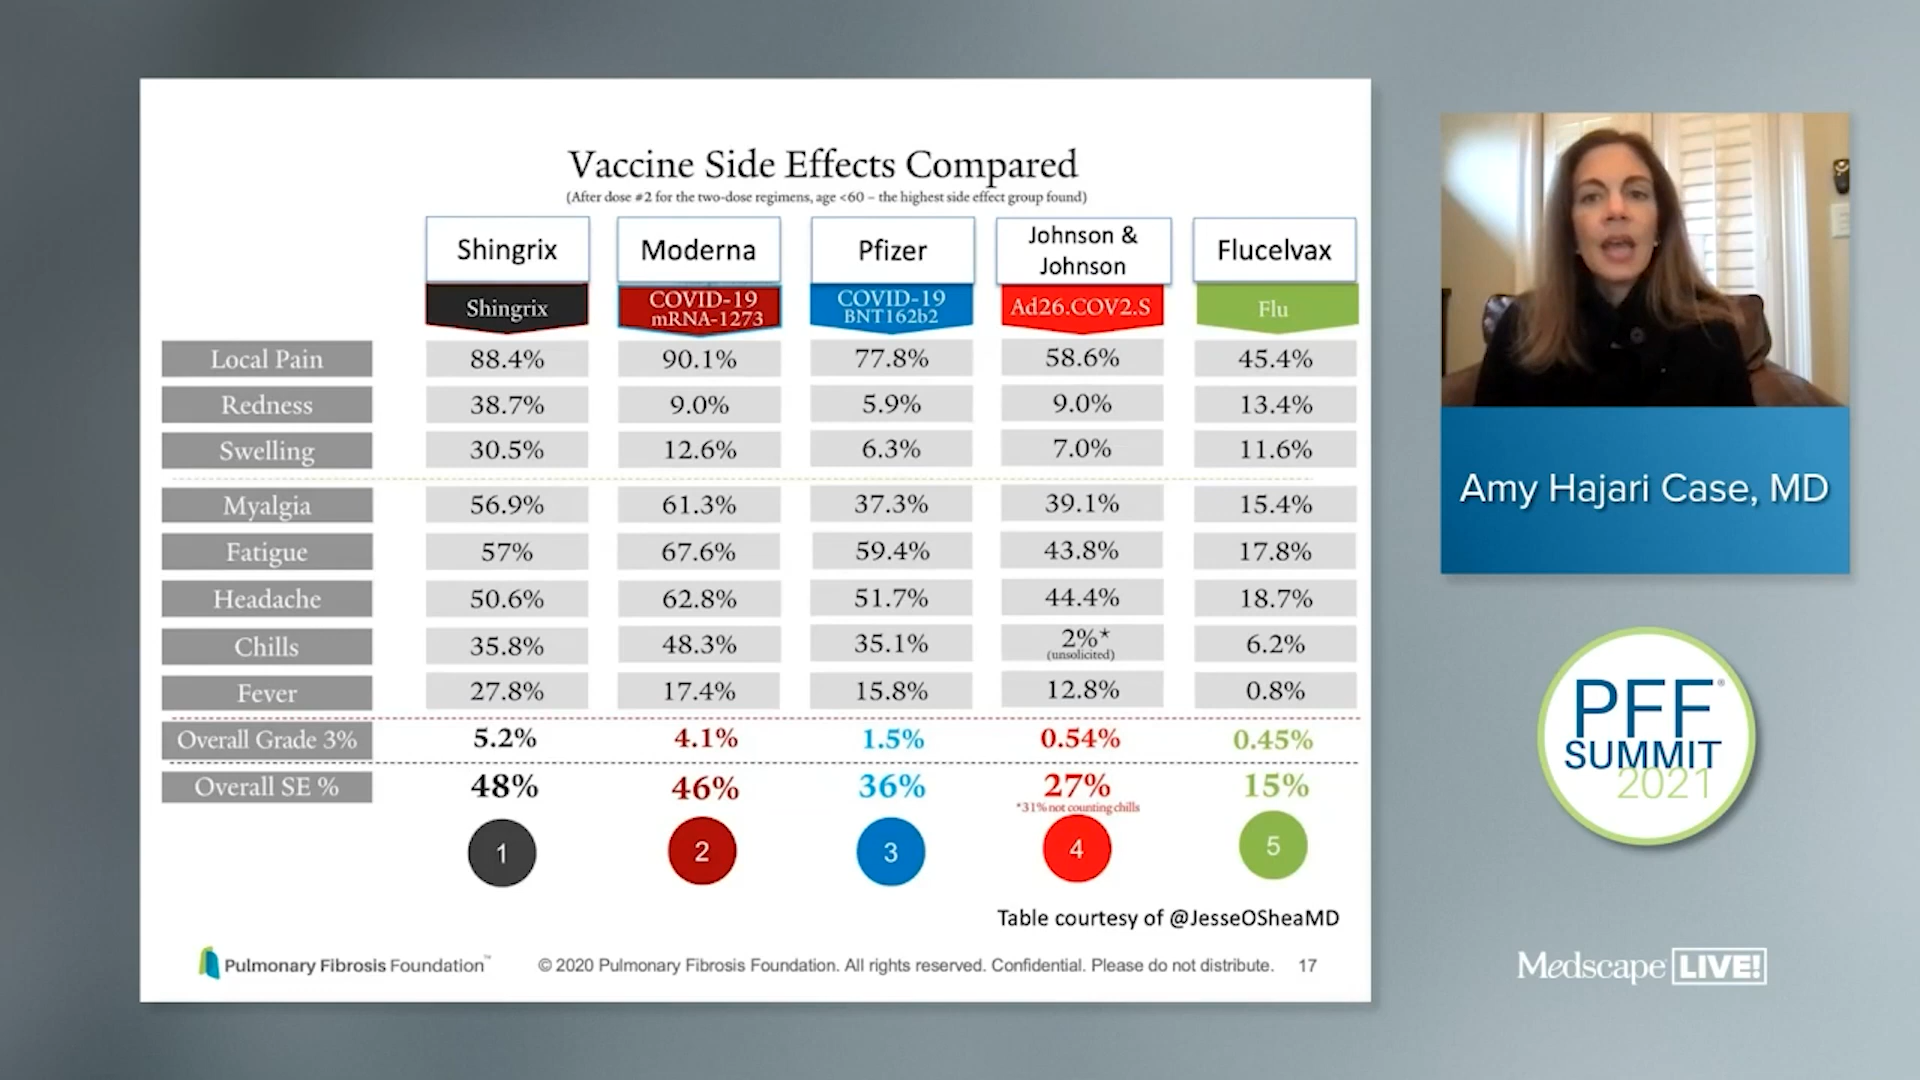 Vaccine Side Effects Compared
(After dose #2 for the two-dose regimens, age <60 – the highest side effect group found)
Shingrix Moderna Pfizer Johnson & Johnson Flucelvax
Shingrix COVID-19 mRNA-1273 COVID-19 BNT162b2 Ad26.COV2.S Flu
Local Pain 88.4% 90.1% 77.8% 58.6% 45.4%
Redness 38.7% 9.0% 5.9% 9.0% 13.4%
Swelling 30.5% 12.6% 6.3% 7.0% 11.6%
Myalgia 56.9% 61.3% 37.3% 39.1% 15.4%
Fatigue 57% 67.6% 59.4% 43.8% 17.8%
Headache 50.6% 62.8% 51.7% 44.4% 18.7%
Chills 35.8% 48.3% 35.1% 2%* (unsolicited) 6.2%
Fever 27.8% 17.4% 15.8% 12.8% 0.8%
Overall Grade 3% 5.2% 4.1% 1.5% 0.54% 0.45%
Overall SE % 48% 46% 36% 27% 15%
*31% not counting chills
1 2 3 4 5
Table courtesy of @JesseOSheaMD
Pulmonary Fibrosis Foundation™ © 2020 Pulmonary Fibrosis Foundation. All rights reserved. Confidential. Please do not distribute. 17
Amy Hajari Case, MD
PFF®
SUMMIT
2021
Medscape LIVE!